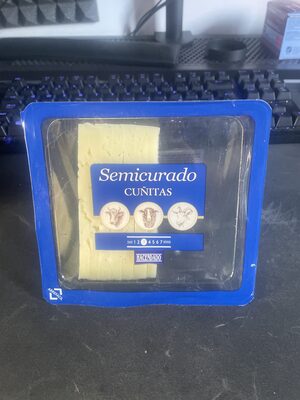 Semicurado
CUÑITAS
1 2 3 4 5 6 7
HACENDADO